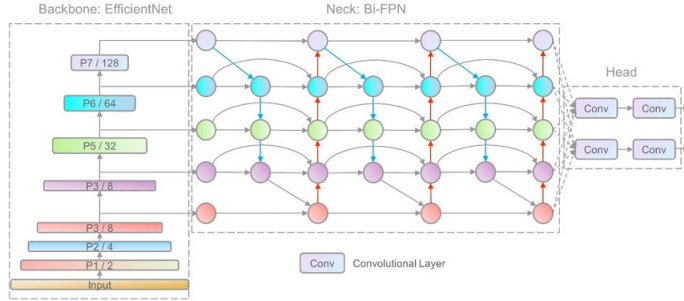 Backbone: EfficientNet
Neck: Bi-FPN
P7 / 128
Head
P6 / 64
Conv
Conv
P5 / 32
Conv
Conv
P3 / 8
P3 / 8
P2 / 4
P1 / 2
Conv
Convolutional Layer
Input